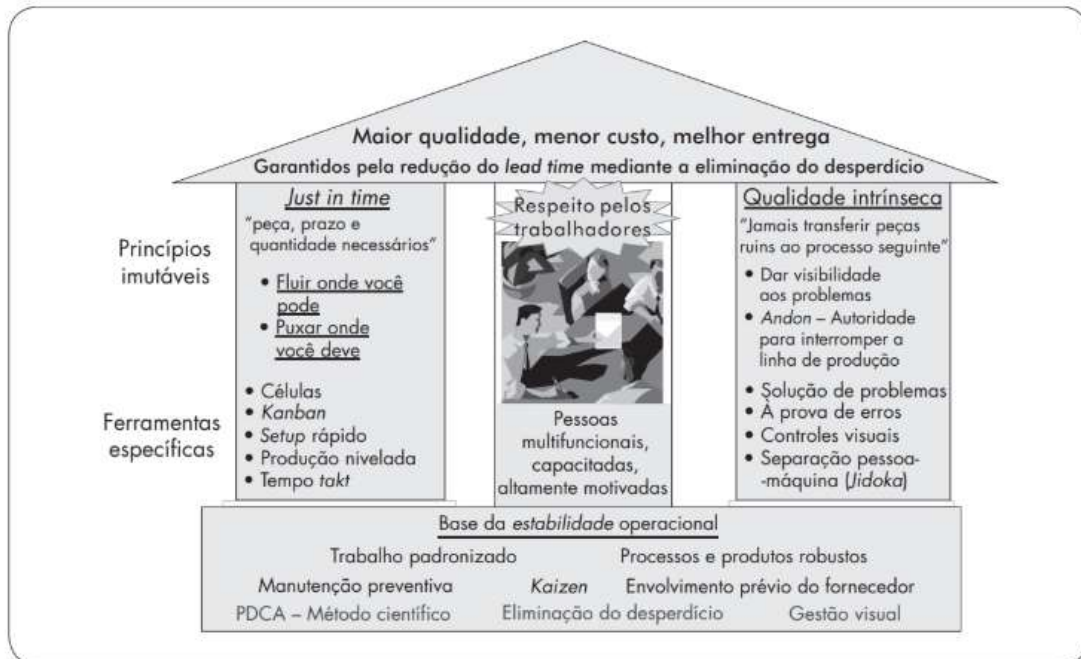 Maior qualidade, menor custo, melhor entrega
Garantidos pela redução do lead time mediante a eliminação do desperdício
Princípios
imutáveis
Ferramentas
específicas
Just in time
"peça, prazo e
quantidade necessários"
• Fluir onde você
pode
• Puxar onde
você deve
• Células
• Kanban
• Setup rápido
• Produção nivelada
• Tempo takt
Respeito pelos
trabalhadores
Pessoas
multifuncionais,
capacitadas,
altamente motivadas
Qualidade intrínseca
"Jamais transferir peças
ruins ao processo seguinte"
• Dar visibilidade
aos problemas
• Andon – Autoridade
para interromper a
linha de produção
• Solução de problemas
• À prova de erros
• Controles visuais
• Separação pessoa-
-máquina (Jidoka)
Base da estabilidade operacional
Trabalho padronizado Processos e produtos robustos
Manutenção preventiva Kaizen Envolvimento prévio do fornecedor
PDCA – Método científico Eliminação do desperdício Gestão visual